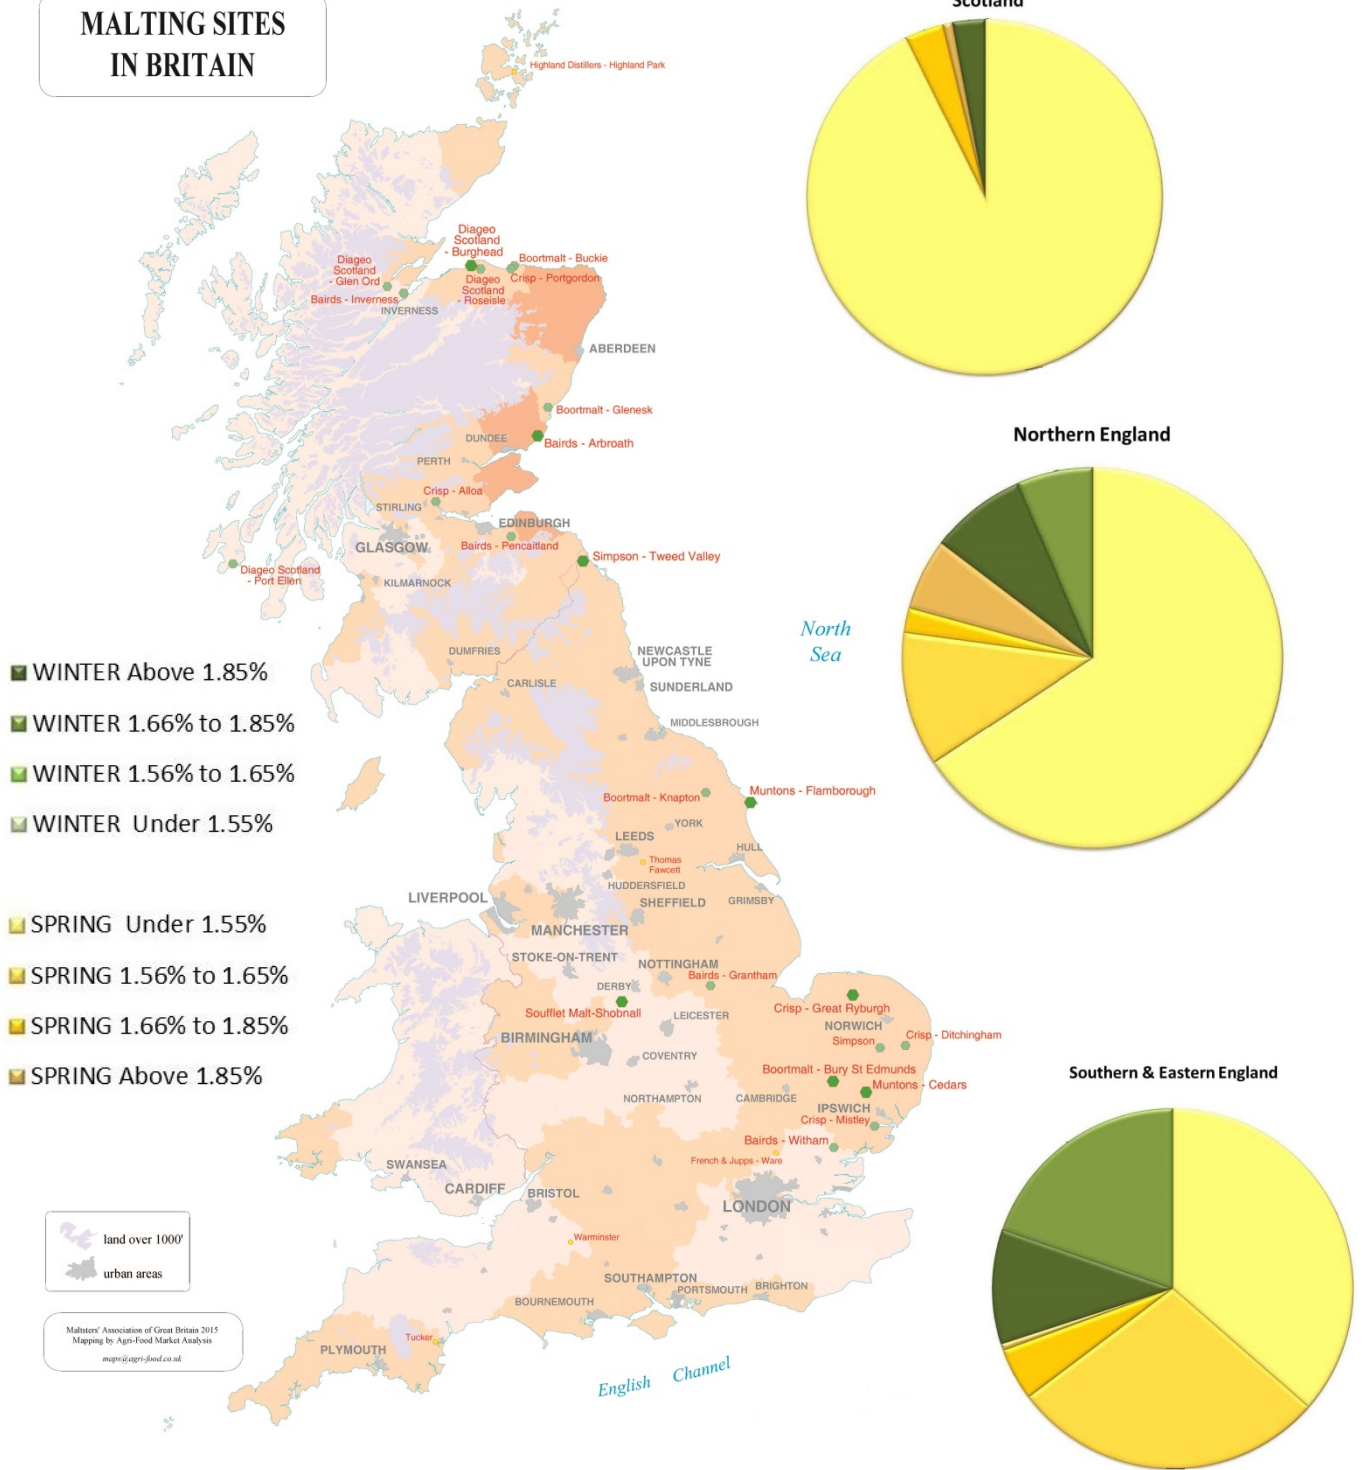 MALTING SITES
IN BRITAIN
Scotland
Highland Distillers - Highland Park
Diageo
Scotland
- Burghead
Boortmalt - Buckie
Diageo
Scotland
- Glen Ord
Diageo
Scotland
- Roseisle
Crisp - Portgordon
Bairds - Inverness
INVERNESS
ABERDEEN
Boortmalt - Glenesk
DUNDEE
Bairds - Arbroath
PERTH
Northern England
Crisp - Alloa
STIRLING
EDINBURGH
GLASGOW
Bairds - Pencaitland
Simpson - Tweed Valley
Diageo Scotland
- Port Ellen
KILMARNOCK
North
Sea
DUMFRIES
NEWCASTLE
UPON TYNE
CARLISLE
SUNDERLAND
MIDDLESBROUGH
WINTER Above 1.85%
WINTER 1.66% to 1.85%
WINTER 1.56% to 1.65%
WINTER Under 1.55%
SPRING Under 1.55%
SPRING 1.56% to 1.65%
SPRING 1.66% to 1.85%
SPRING Above 1.85%
Boortmalt - Knapton
Muntons - Flamborough
YORK
LEEDS
HULL
Thomas
Fawcett
HUDDERSFIELD
LIVERPOOL
SHEFFIELD
GRIMSBY
MANCHESTER
STOKE-ON-TRENT
NOTTINGHAM
Bairds - Grantham
DERBY
Soufflet Malt-Shobnall
Crisp - Great Ryburgh
LEICESTER
NORWICH
BIRMINGHAM
Simpson
Crisp - Ditchingham
COVENTRY
Boortmalt - Bury St Edmunds
Muntons - Cedars
NORTHAMPTON
CAMBRIDGE
IPSWICH
Crisp - Mistley
Southern & Eastern England
Bairds - Witham
French & Jupps - Ware
SWANSEA
CARDIFF
BRISTOL
LONDON
Warminster
SOUTHAMPTON
PORTSMOUTH
BRIGHTON
BOURNEMOUTH
Tucker
PLYMOUTH
English Channel
land over 1000'
urban areas
Maltsters' Association of Great Britain 2015
Mapping by Agri-Food Market Analysis
maps@agri-food.co.uk